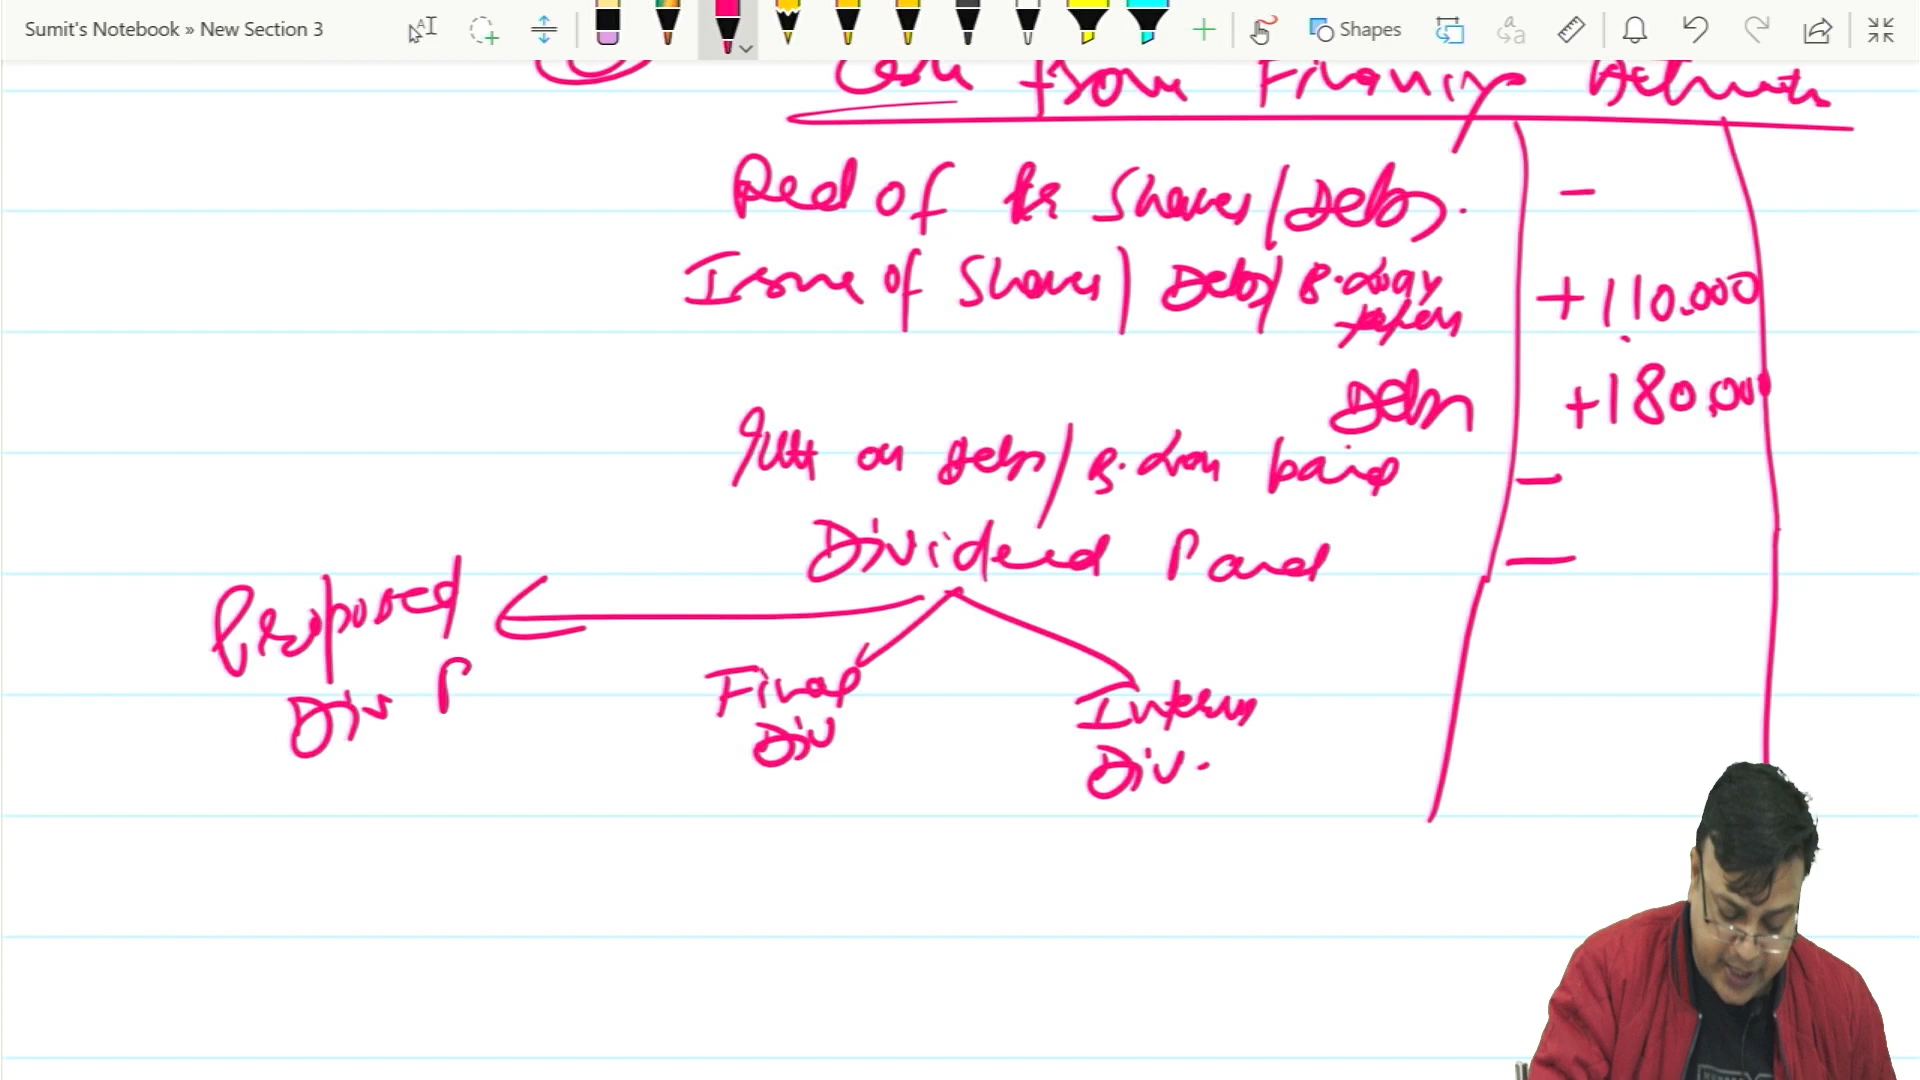 Sumit's Notebook » New Section 3
Shapes
Cash from Financing Activities
Red of Pr Shares/Debs. -
Issue of Shares/Debs/B.Loan taken +110,000
Debs +180,000
Intt on Debs/B.Loan paid -
Dividend Paid -
Proposed Div P
Final Div
Interim Div.